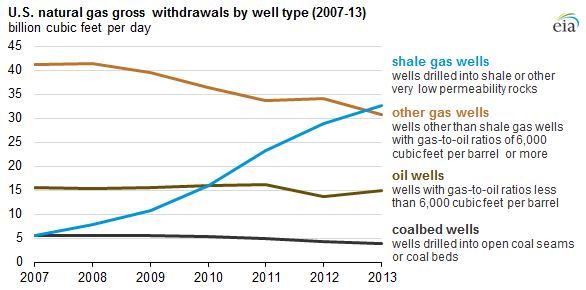 U.S. natural gas gross withdrawals by well type (2007-13)
billion cubic feet per day
eia
45
40
35
30
25
20
15
10
5
0
2007 2008 2009 2010 2011 2012 2013
shale gas wells
wells drilled into shale or other
very low permeability rocks
other gas wells
wells other than shale gas wells
with gas-to-oil ratios of 6,000
cubic feet per barrel or more
oil wells
wells with gas-to-oil ratios less
than 6,000 cubic feet per barrel
coalbed wells
wells drilled into open coal seams
or coal beds